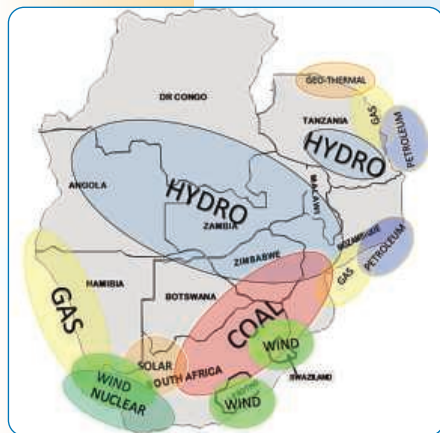 DR CONGO
GEO-THERMAL
TANZANIA
GAS
PETROLEUM
HYDRO
ANGOLA
HYDRO
ZAMBIA
MALAWI
MOZAMBIQUE
PETROLEUM
GAS
ZIMBABWE
HAMIBIA
BOTSWANA
GAS
COAL
SOLAR
SOUTH AFRICA
WIND
SWAZILAND
WIND
NUCLEAR
WIND